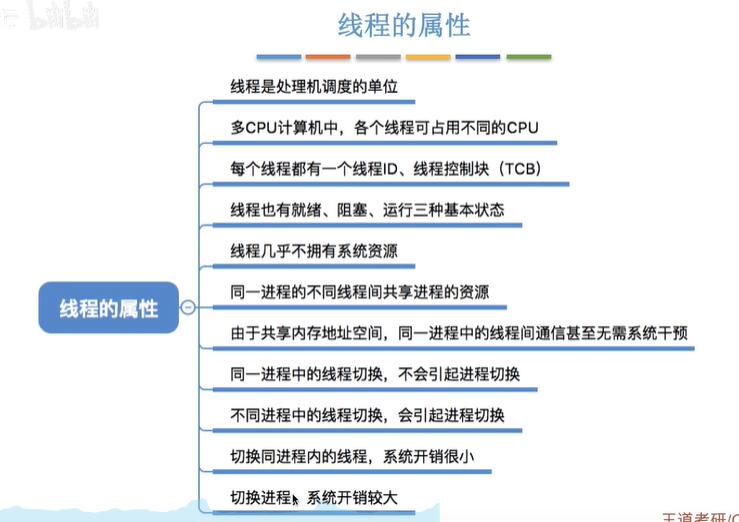 bilibili
线程的属性
线程是处理机调度的单位
多CPU计算机中，各个线程可占用不同的CPU
每个线程都有一个线程ID、线程控制块（TCB）
线程也有就绪、阻塞、运行三种基本状态
线程几乎不拥有系统资源
线程的属性
同一进程的不同线程间共享进程的资源
由于共享内存地址空间，同一进程中的线程间通信甚至无需系统干预
同一进程中的线程切换，不会引起进程切换
不同进程中的线程切换，会引起进程切换
切换同进程内的线程，系统开销很小
切换进程，系统开销较大
王道考研/C